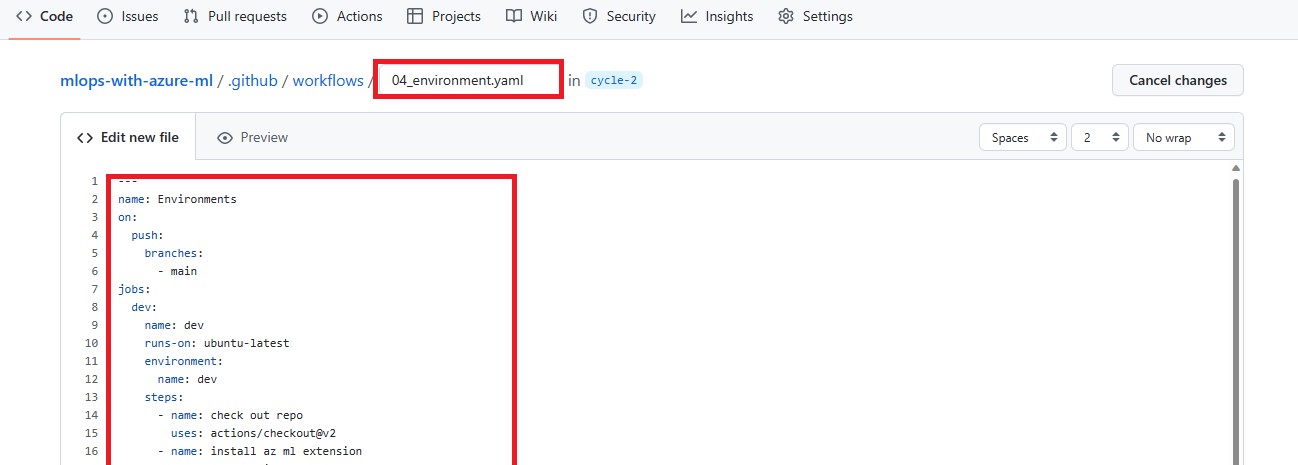 Code Issues Pull requests Actions Projects Wiki Security Insights Settings
mlops-with-azure-ml / .github / workflows / 04_environment.yaml in cycle-2 Cancel changes
Edit new file Preview Spaces 2 No wrap
1 ---
2 name: Environments
3 on:
4 push:
5 branches:
6 - main
7 jobs:
8 dev:
9 name: dev
10 runs-on: ubuntu-latest
11 environment:
12 name: dev
13 steps:
14 - name: check out repo
15 uses: actions/checkout@v2
16 - name: install az ml extension